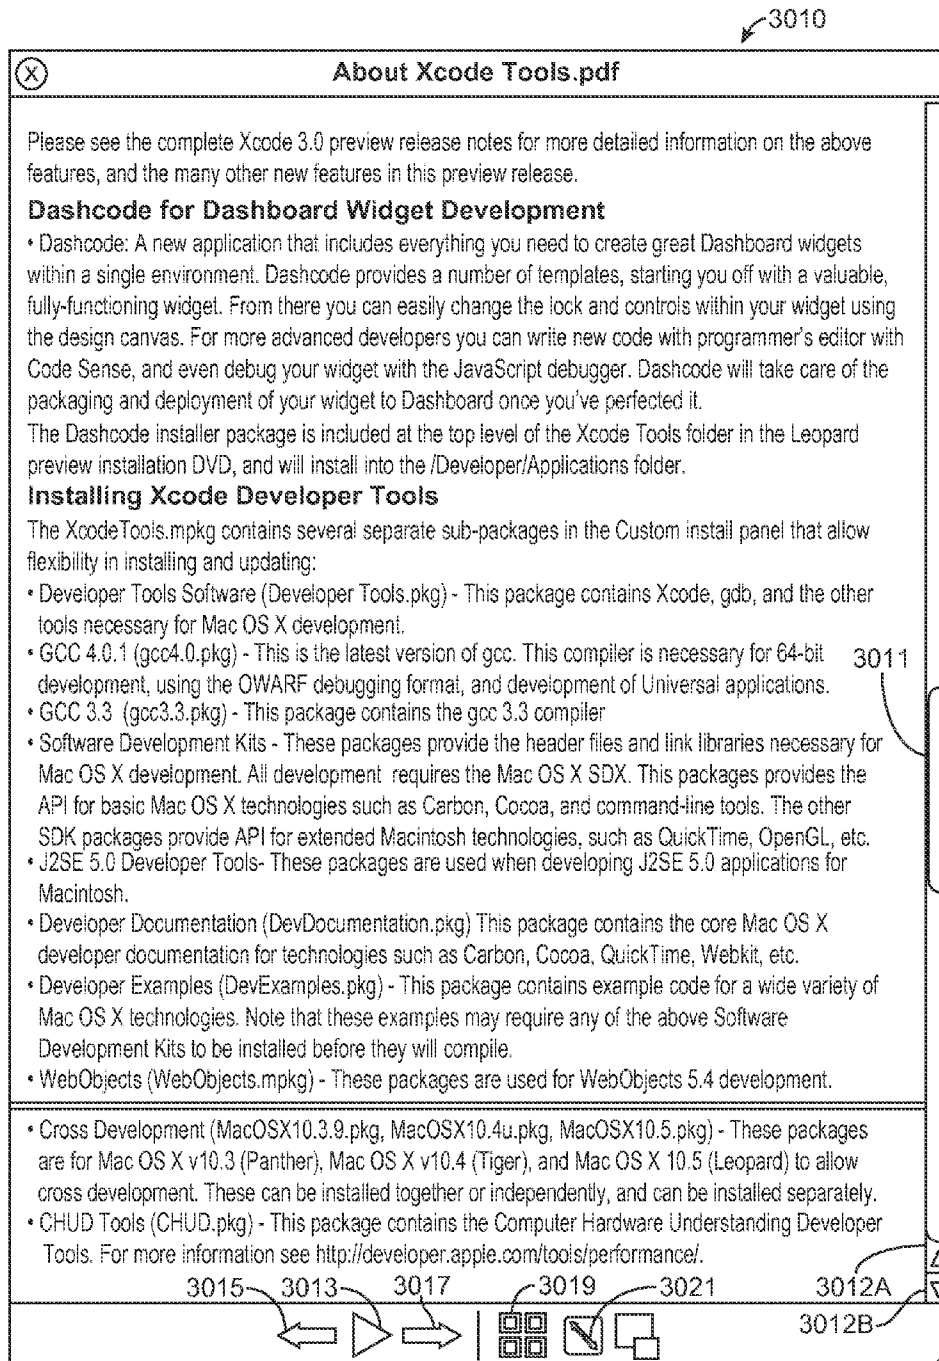 3010
X About Xcode Tools.pdf
Please see the complete Xcode 3.0 preview release notes for more detailed information on the above
features, and the many other new features in this preview release.
Dashcode for Dashboard Widget Development
• Dashcode: A new application that includes everything you need to create great Dashboard widgets
within a single environment. Dashcode provides a number of templates, starting you off with a valuable,
fully-functioning widget. From there you can easily change the lock and controls within your widget using
the design canvas. For more advanced developers you can write new code with programmer's editor with
Code Sense, and even debug your widget with the JavaScript debugger. Dashcode will take care of the
packaging and deployment of your widget to Dashboard once you've perfected it.
The Dashcode installer package is included at the top level of the Xcode Tools folder in the Leopard
preview installation DVD, and will install into the /Developer/Applications folder.
Installing Xcode Developer Tools
The XcodeTools.mpkg contains several separate sub-packages in the Custom install panel that allow
flexibility in installing and updating:
• Developer Tools Software (Developer Tools.pkg) - This package contains Xcode, gdb, and the other
tools necessary for Mac OS X development.
• GCC 4.0.1 (gcc4.0.pkg) - This is the latest version of gcc. This compiler is necessary for 64-bit
3011
development, using the OWARF debugging format, and development of Universal applications.
• GCC 3.3 (gcc3.3.pkg) - This package contains the gcc 3.3 compiler
• Software Development Kits - These packages provide the header files and link libraries necessary for
Mac OS X development. All development requires the Mac OS X SDX. This packages provides the
API for basic Mac OS X technologies such as Carbon, Cocoa, and command-line tools. The other
SDK packages provide API for extended Macintosh technologies, such as QuickTime, OpenGL, etc.
• J2SE 5.0 Developer Tools- These packages are used when developing J2SE 5.0 applications for
Macintosh.
• Developer Documentation (DevDocumentation.pkg) This package contains the core Mac OS X
developer documentation for technologies such as Carbon, Cocoa, QuickTime, Webkit, etc.
• Developer Examples (DevExamples.pkg) - This package contains example code for a wide variety of
Mac OS X technologies. Note that these examples may require any of the above Software
Development Kits to be installed before they will compile.
• WebObjects (WebObjects.mpkg) - These packages are used for WebObjects 5.4 development.
• Cross Development (MacOSX10.3.9.pkg, MacOSX10.4u.pkg, MacOSX10.5.pkg) - These packages
are for Mac OS X v10.3 (Panther), Mac OS X v10.4 (Tiger), and Mac OS X 10.5 (Leopard) to allow
cross development. These can be installed together or independently, and can be installed separately.
• CHUD Tools (CHUD.pkg) - This package contains the Computer Hardware Understanding Developer
Tools. For more information see http://developer.apple.com/tools/performance/.
3015 3013 3017 3019 3021 3012A
3012B